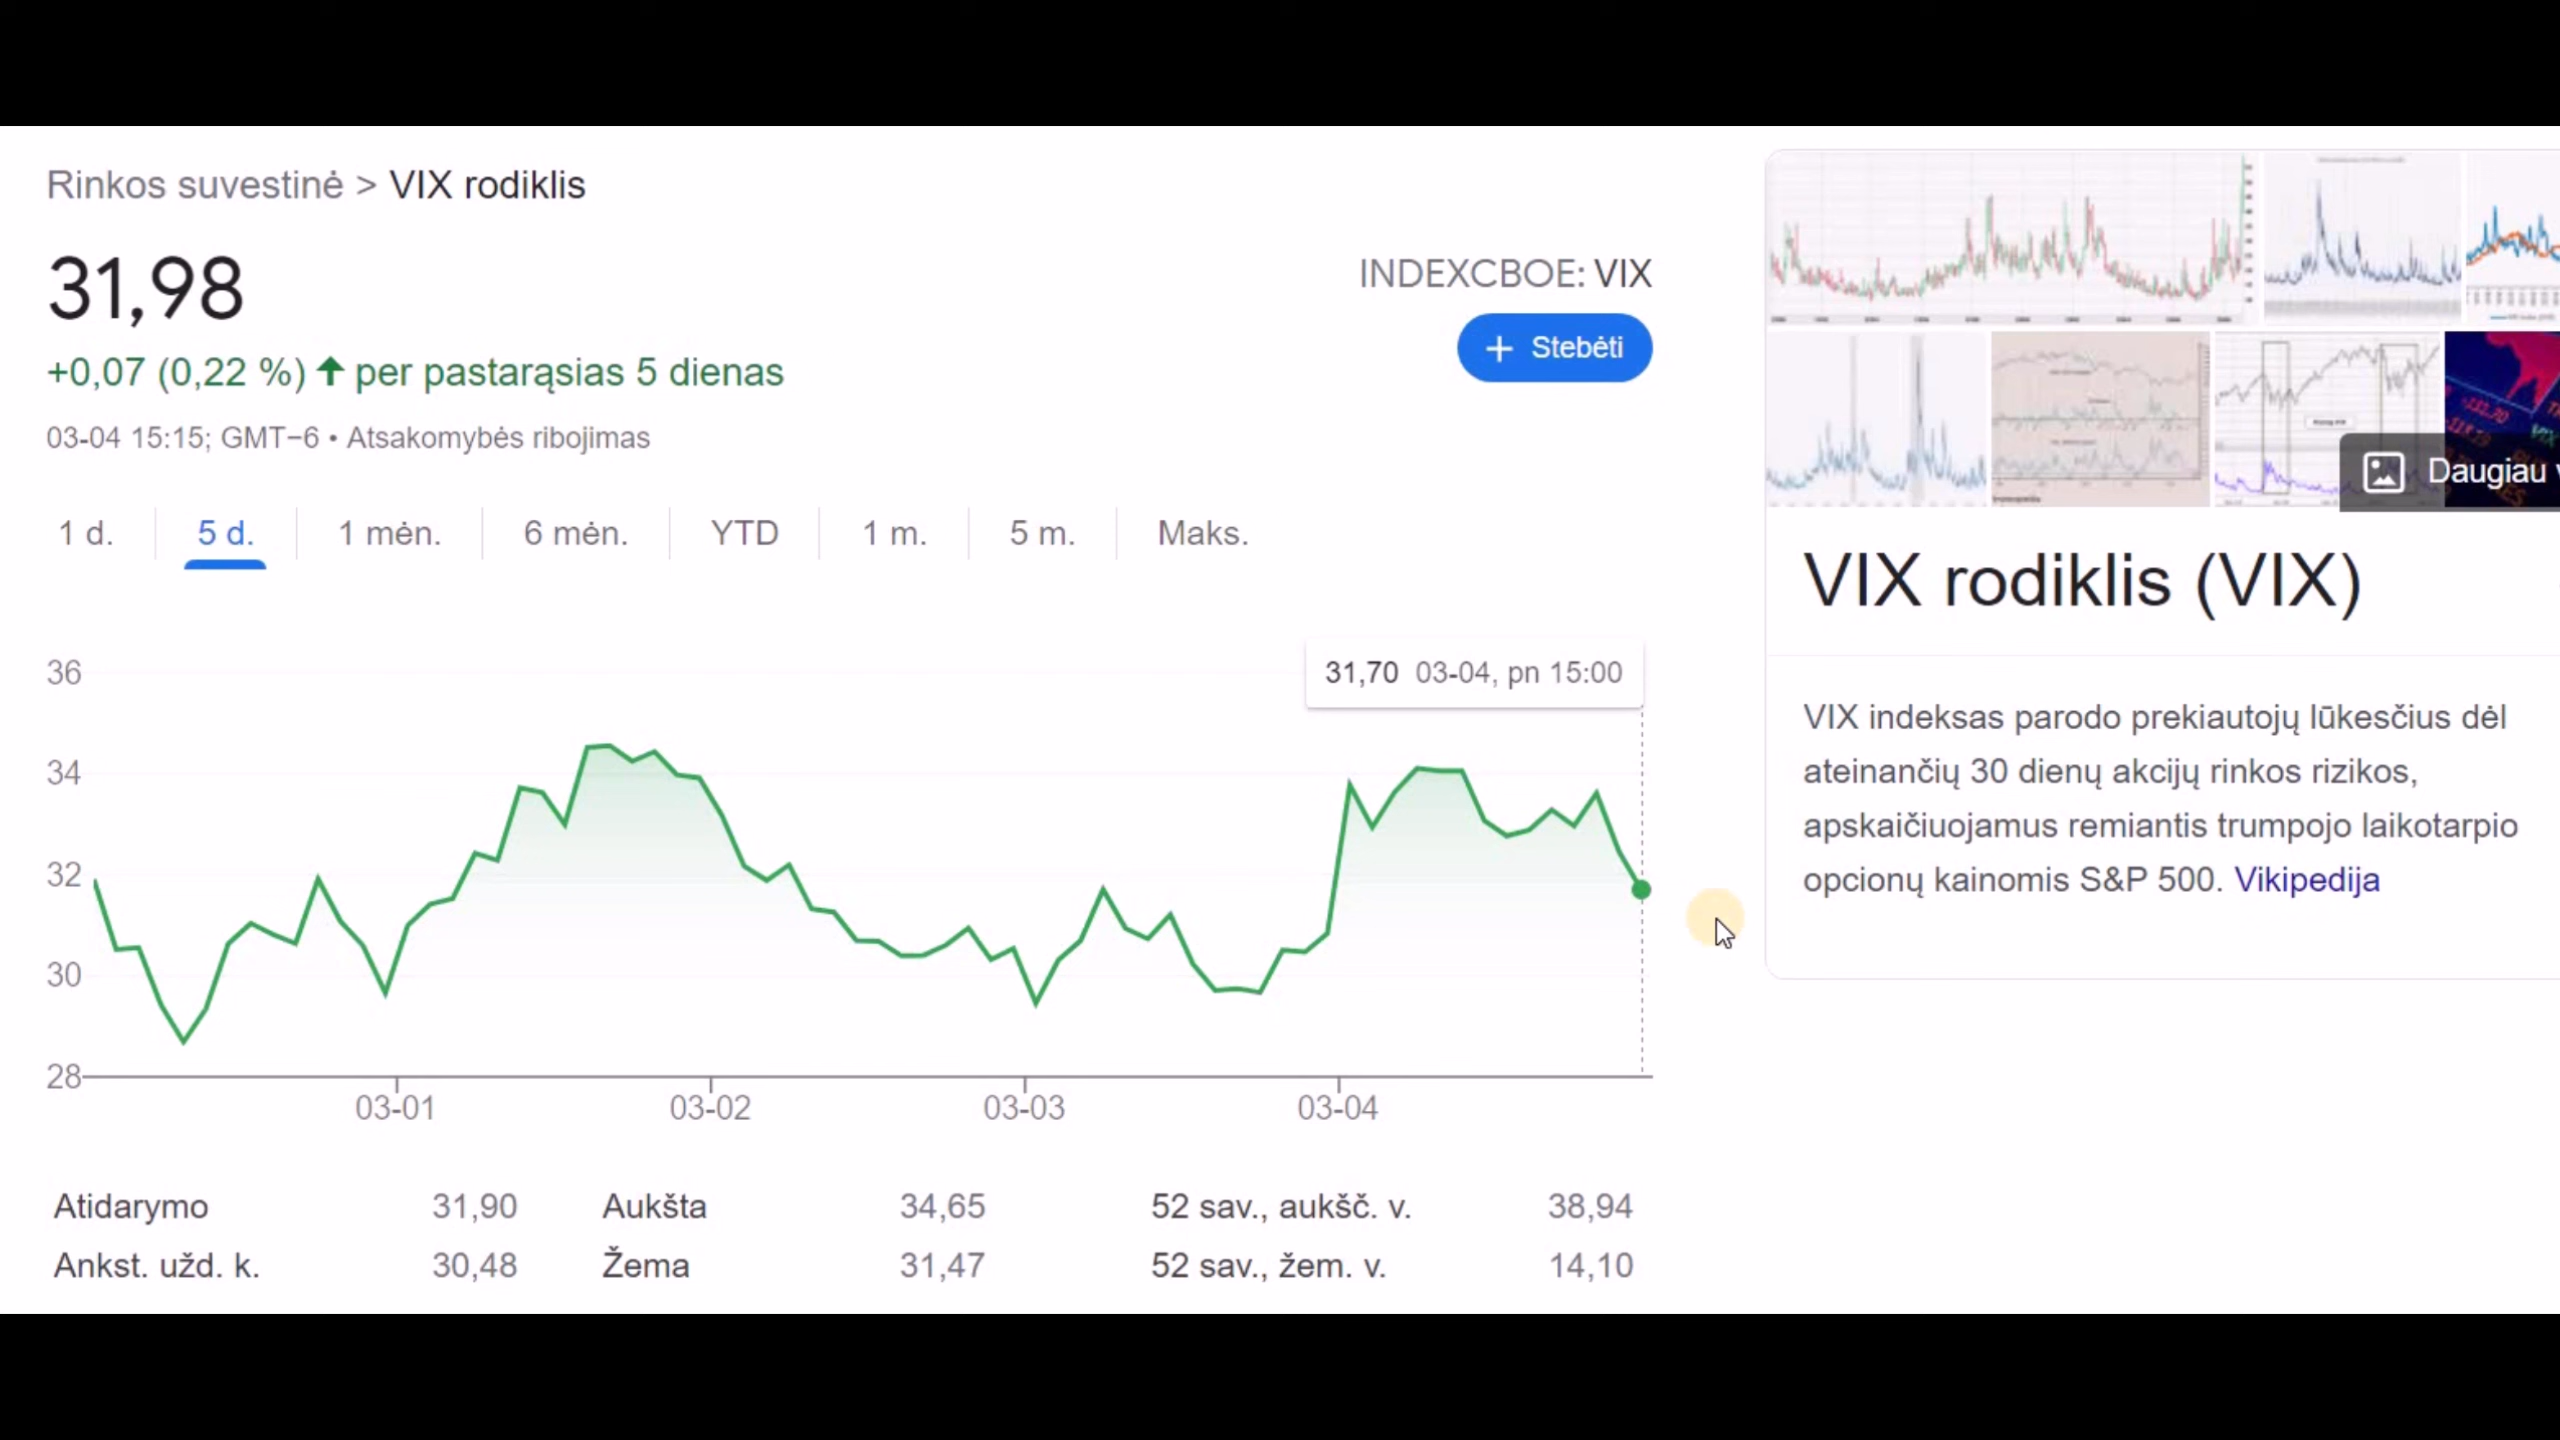 Rinkos suvestinė > VIX rodiklis
31,98
+0,07 (0,22 %) ↑ per pastarąsias 5 dienas
03-04 15:15; GMT−6 • Atsakomybės ribojimas
INDEXCBOE: VIX
+ Stebėti
1 d. 5 d. 1 mėn. 6 mėn. YTD 1 m. 5 m. Maks.
31,70 03-04, pn 15:00
36
34
32
30
28
03-01 03-02 03-03 03-04
Atidarymo 31,90 Aukšta 34,65 52 sav., aukšč. v. 38,94
Ankst. užd. k. 30,48 Žema 31,47 52 sav., žem. v. 14,10
Daugiau
VIX rodiklis (VIX)
VIX indeksas parodo prekiautojų lūkesčius dėl
ateinančių 30 dienų akcijų rinkos rizikos,
apskaičiuojamus remiantis trumpojo laikotarpio
opcionų kainomis S&P 500. Vikipedija